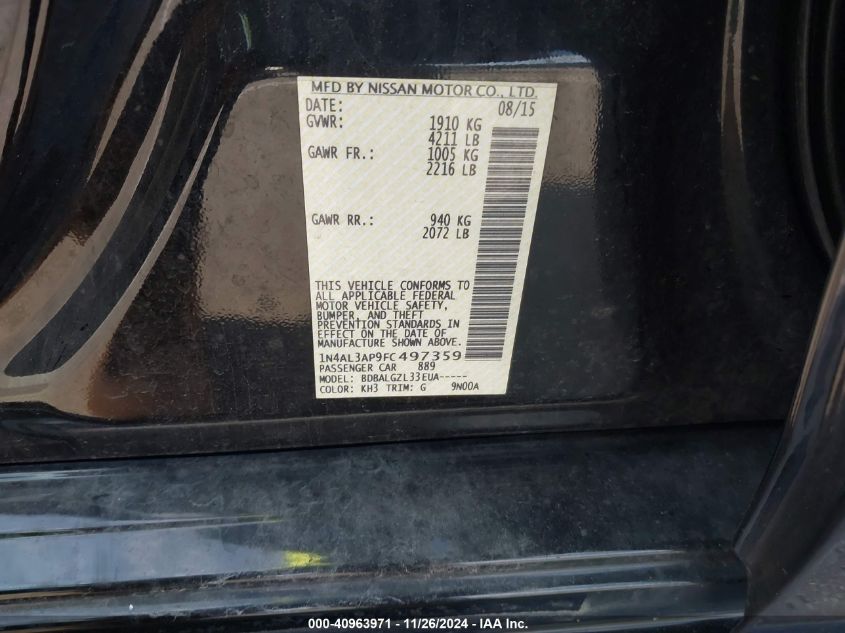 MFD BY NISSAN MOTOR CO., LTD.
DATE: 08/15
GVWR: 1910 KG
4211 LB
GAWR FR.: 1005 KG
2216 LB
GAWR RR.: 940 KG
2072 LB
THIS VEHICLE CONFORMS TO
ALL APPLICABLE FEDERAL
MOTOR VEHICLE SAFETY,
BUMPER, AND THEFT
PREVENTION STANDARDS IN
EFFECT ON THE DATE OF
MANUFACTURE SHOWN ABOVE.
1N4AL3AP9FC497359
PASSENGER CAR 889
MODEL: BDBALGZL33EUA-----
COLOR: KH3 TRIM: G 9N00A
000-40963971 - 11/26/2024 - IAA Inc.